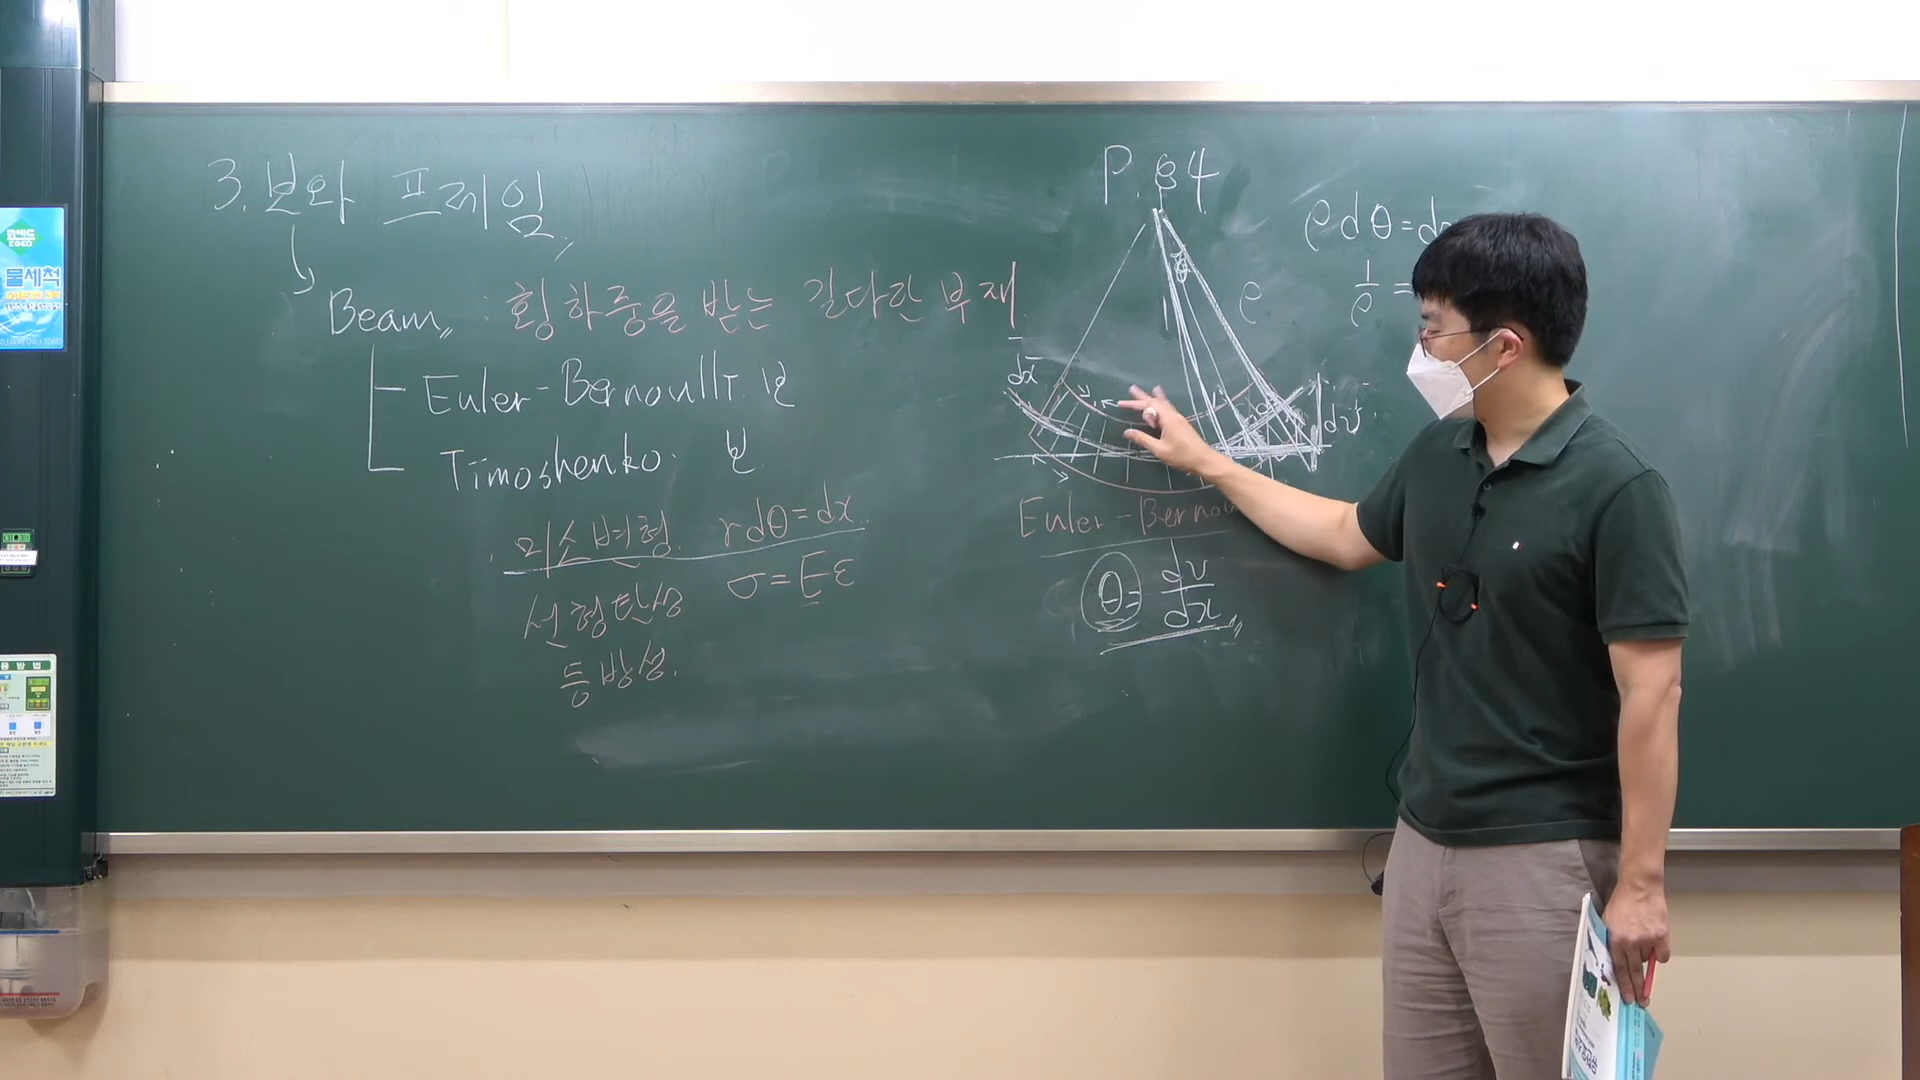 3. 보와 프레임
Beam : 횡하중을 받는 길다란 부재
Euler-Bernoulli 보
Timoshenko 보
미소변형 rdθ=dx
선형탄성 σ=Eε
등방성.
P. 84
ρdθ=d
1/ρ =
θ
ρ
dx
dv
Euler-Bernou
θ= dv/dx
물세척